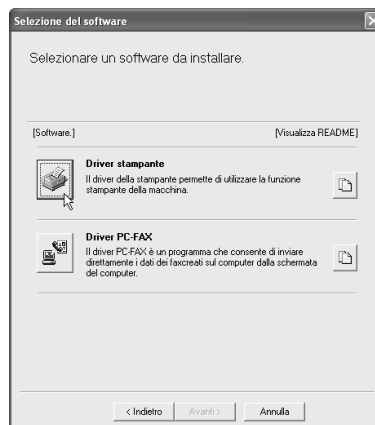 Selezione del software
Selezionare un software da installare.
[Software.] [Visualizza README]
Driver stampante
Il driver della stampante permette di utilizzare la funzione
stampante della macchina.
Driver PC-FAX
Il driver PC-FAX è un programma che consente di inviare
direttamente i dati dei faxcreati sul computer dalla schermata
del computer.
< Indietro Avanti > Annulla